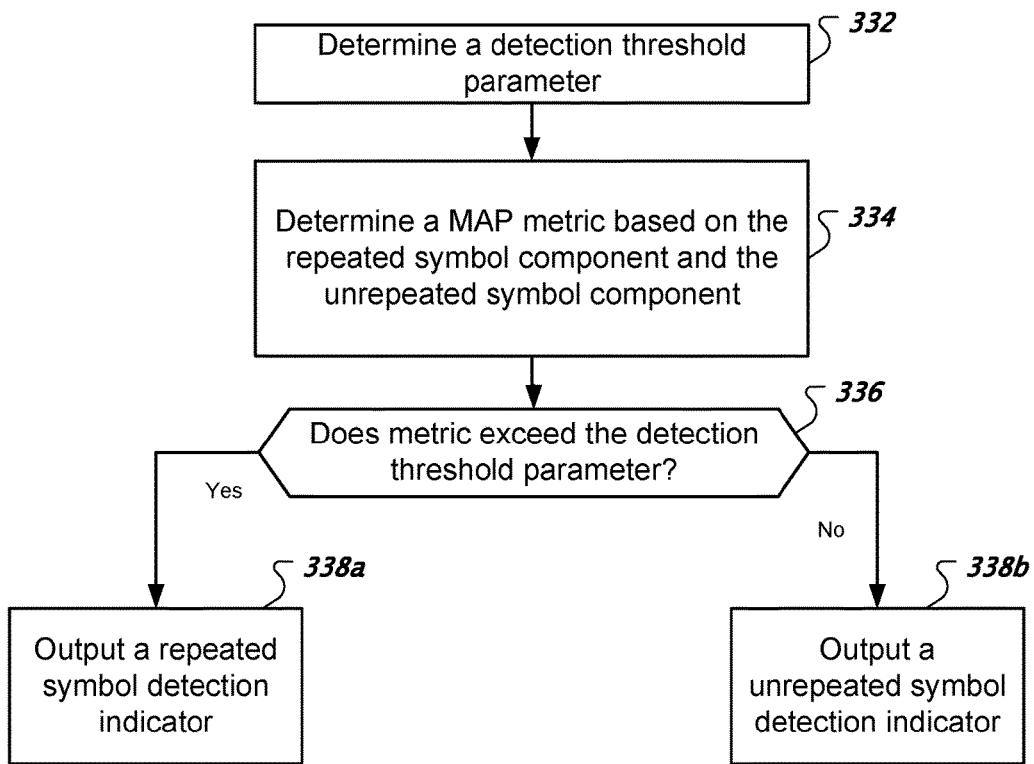 332
Determine a detection threshold
parameter
334
Determine a MAP metric based on the
repeated symbol component and the
unrepeated symbol component
336
Does metric exceed the detection
threshold parameter?
Yes
No
338a
Output a repeated
symbol detection
indicator
338b
Output a
unrepeated symbol
detection indicator